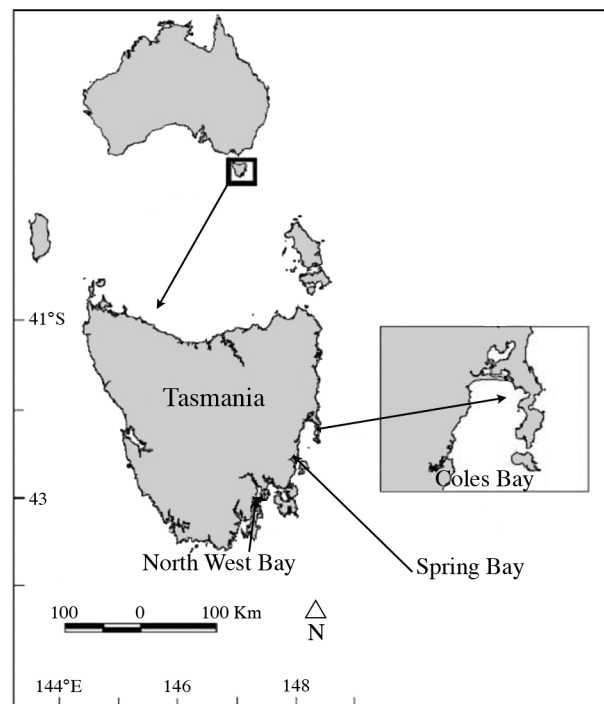 41°S
Tasmania
Coles Bay
43
North West Bay
Spring Bay
100 0 100 Km
N
144°E 146 148